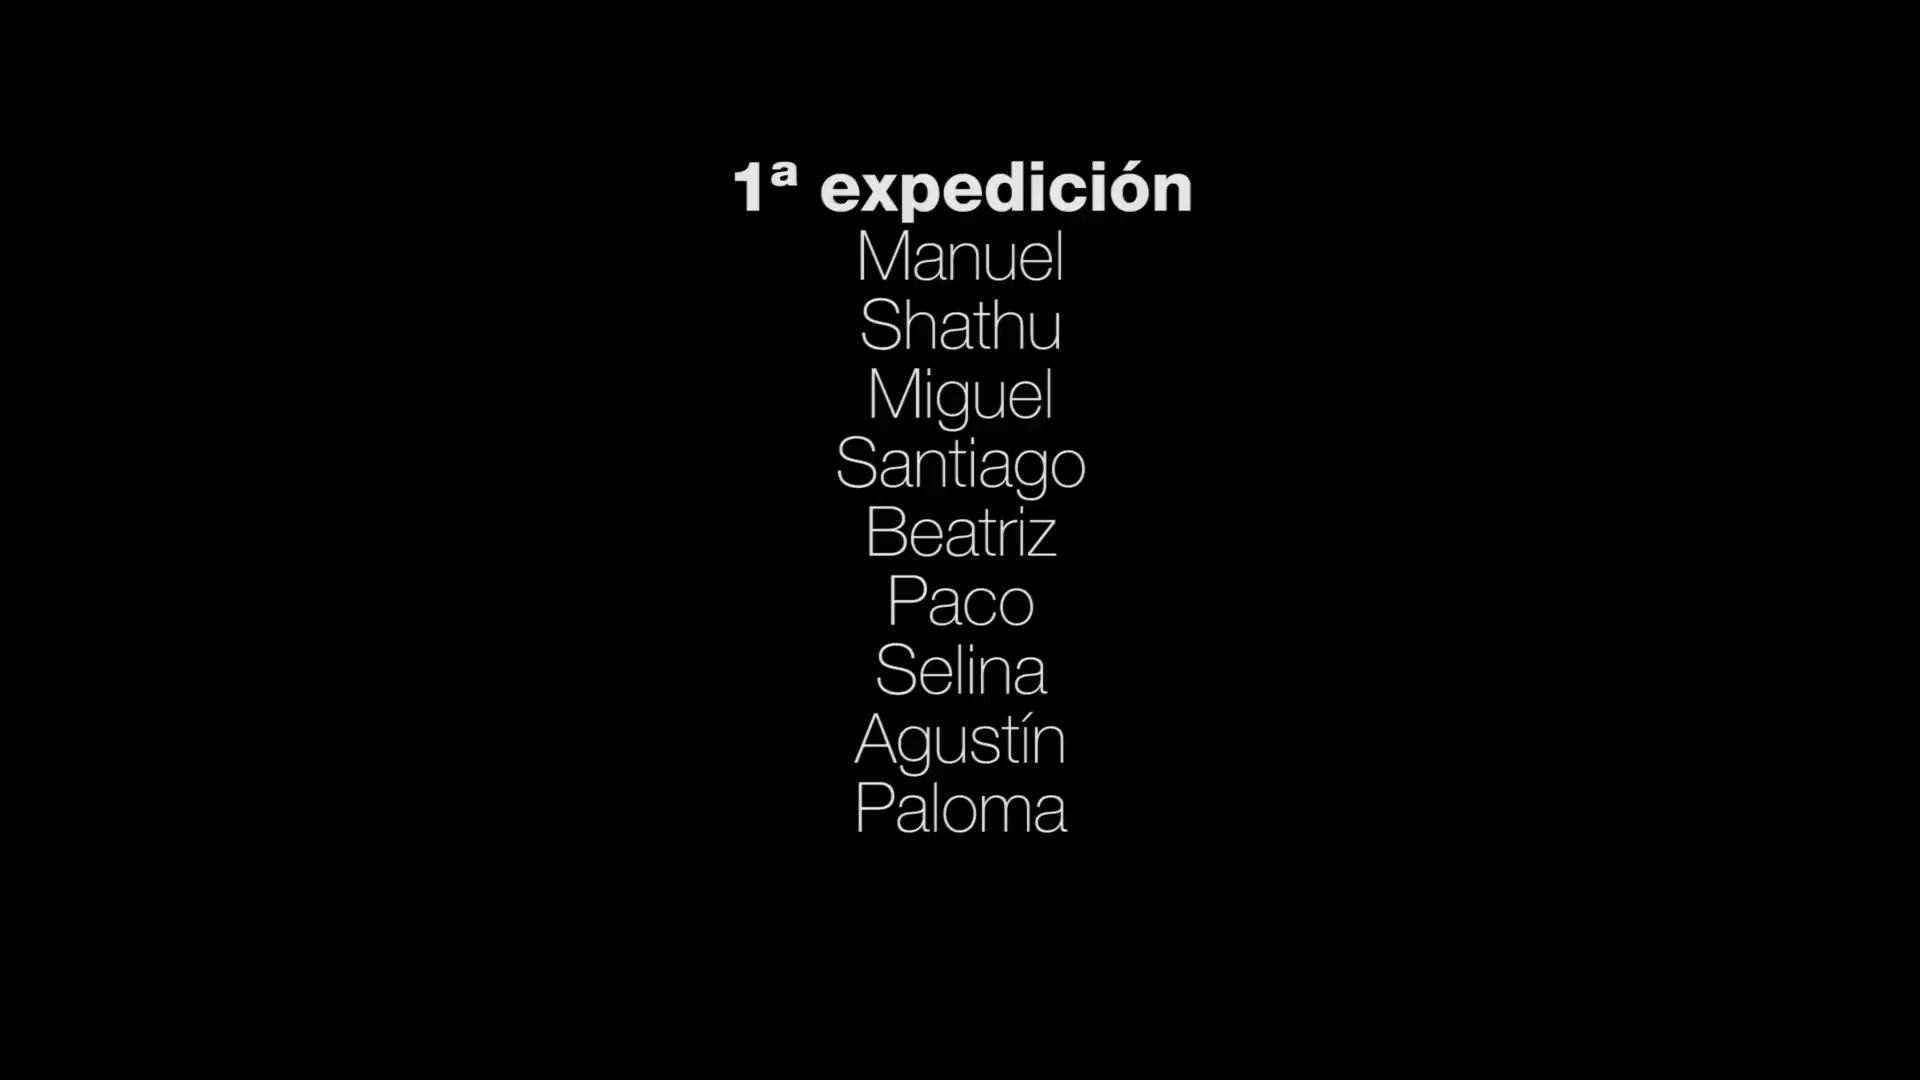 1ª expedición
Manuel
Shathu
Miguel
Santiago
Beatriz
Paco
Selina
Agustín
Paloma